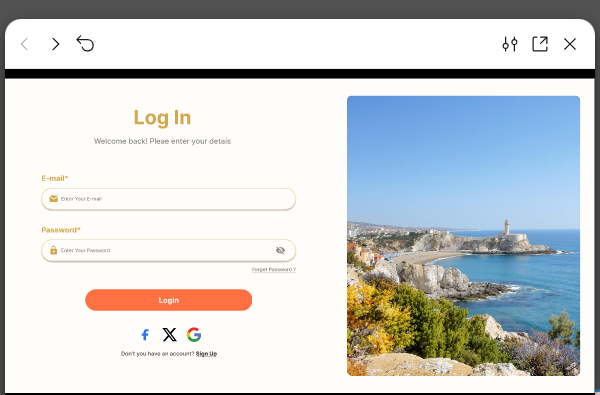 Log In
Welcome back! Pleae enter your detais
E-mail*
Enter Your E-mail
Password*
Enter Your Password
Forget Password ?
Login
Don't you have an account? Sign Up